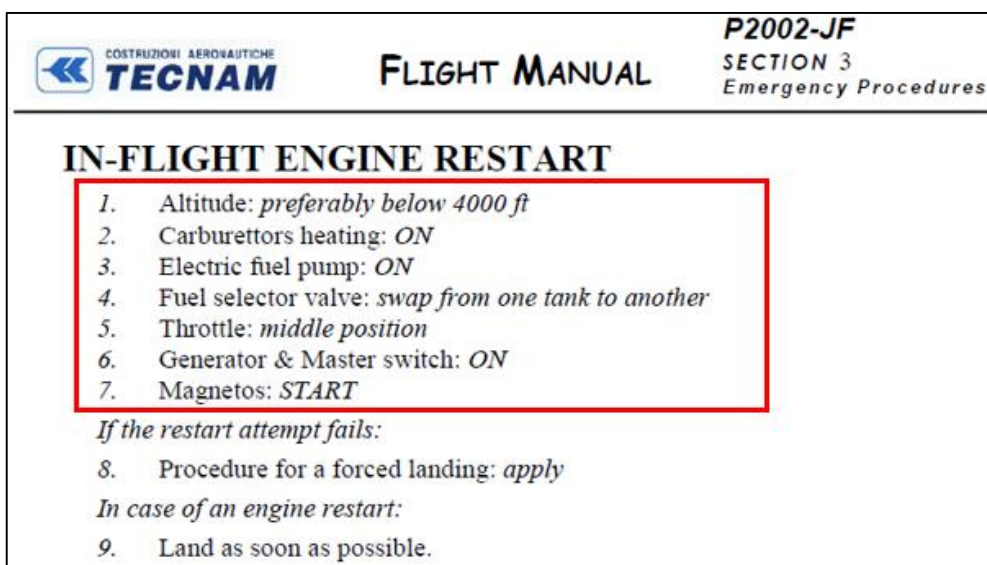 COSTRUZIONI AERONAUTICHE
TECNAM
FLIGHT MANUAL
P2002-JF
SECTION 3
Emergency Procedures
IN-FLIGHT ENGINE RESTART
1. Altitude: preferably below 4000 ft
2. Carburettors heating: ON
3. Electric fuel pump: ON
4. Fuel selector valve: swap from one tank to another
5. Throttle: middle position
6. Generator & Master switch: ON
7. Magnetos: START
If the restart attempt fails:
8. Procedure for a forced landing: apply
In case of an engine restart:
9. Land as soon as possible.